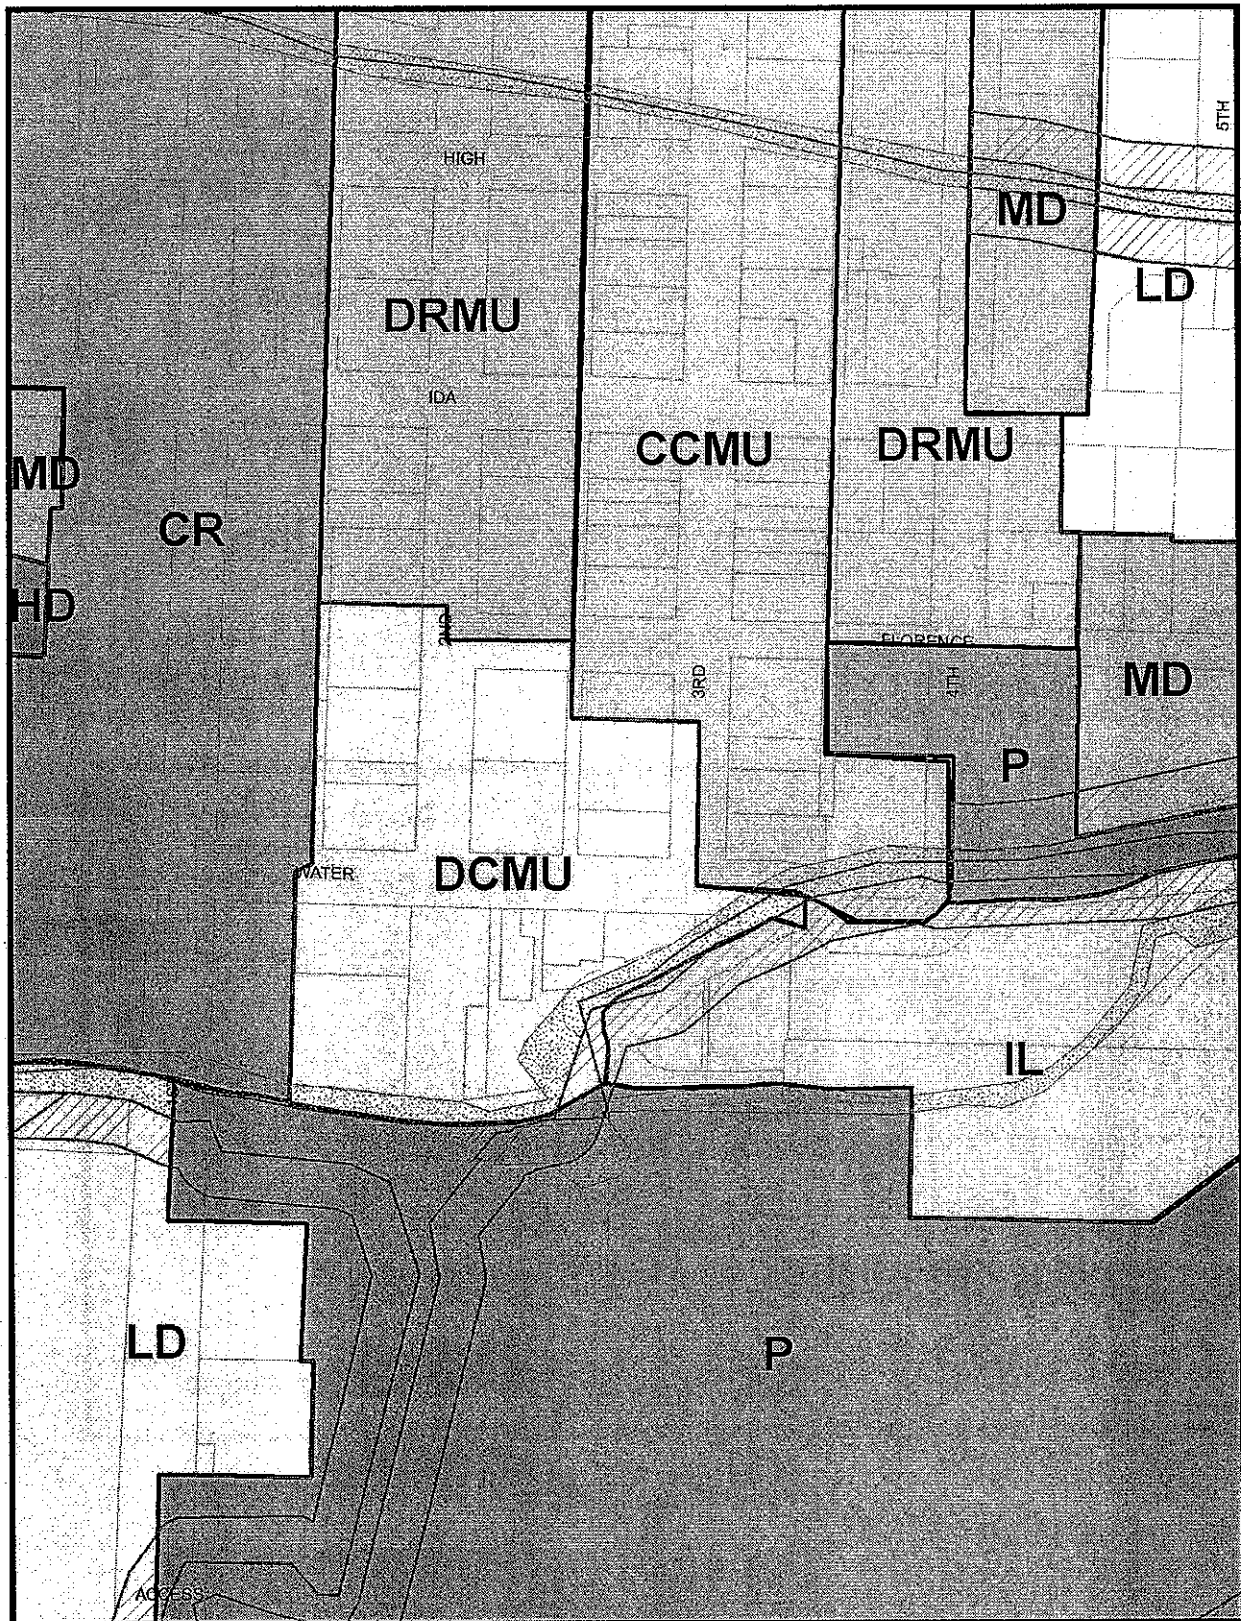 5TH
HIGH
MD
LD
DRMU
IDA
CCMU
DRMU
MD
CR
HD
2ND
FLORENCE
3RD
4TH
MD
P
WATER
DCMU
IL
LD
P
ACCESS